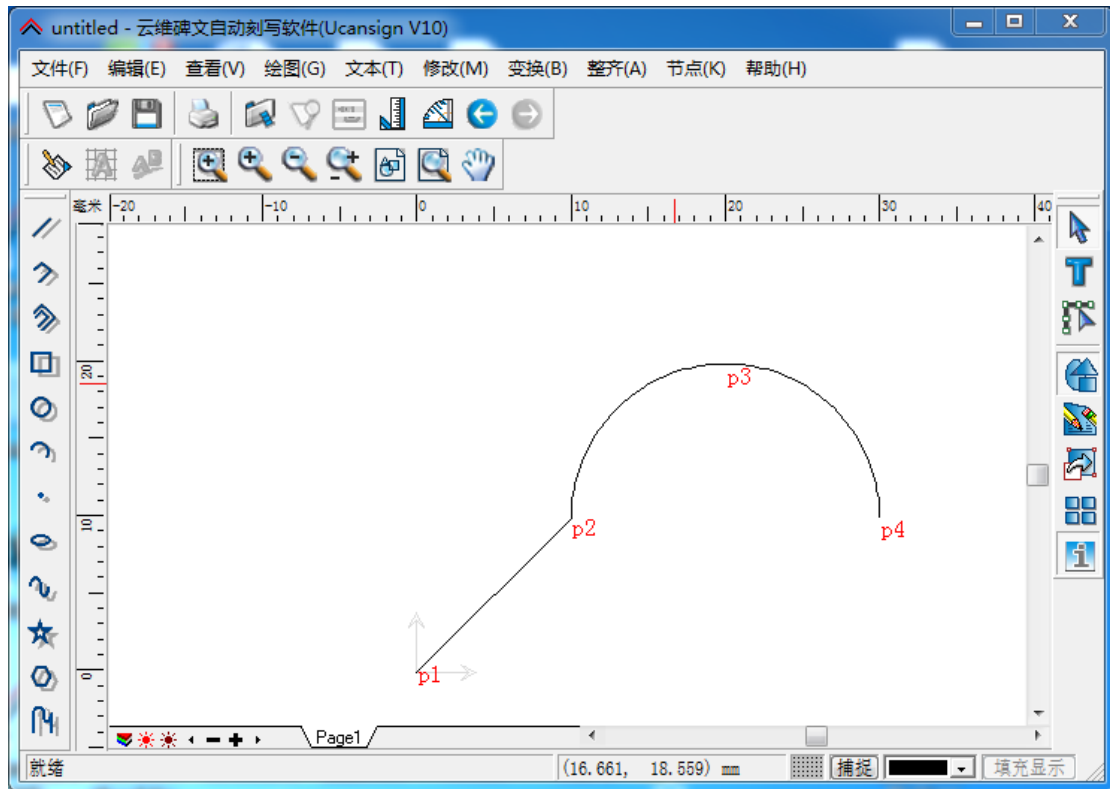 untitled - 云维碑文自动刻写软件(Ucansign V10)
文件(F) 编辑(E) 查看(V) 绘图(G) 文本(T) 修改(M) 变换(B) 整齐(A) 节点(K) 帮助(H)
毫米 -20 -10 0 10 20 30 40
20
p3
10
p2
p4
0
p1
Page1
就绪 (16.661, 18.559) mm 捕捉 填充显示